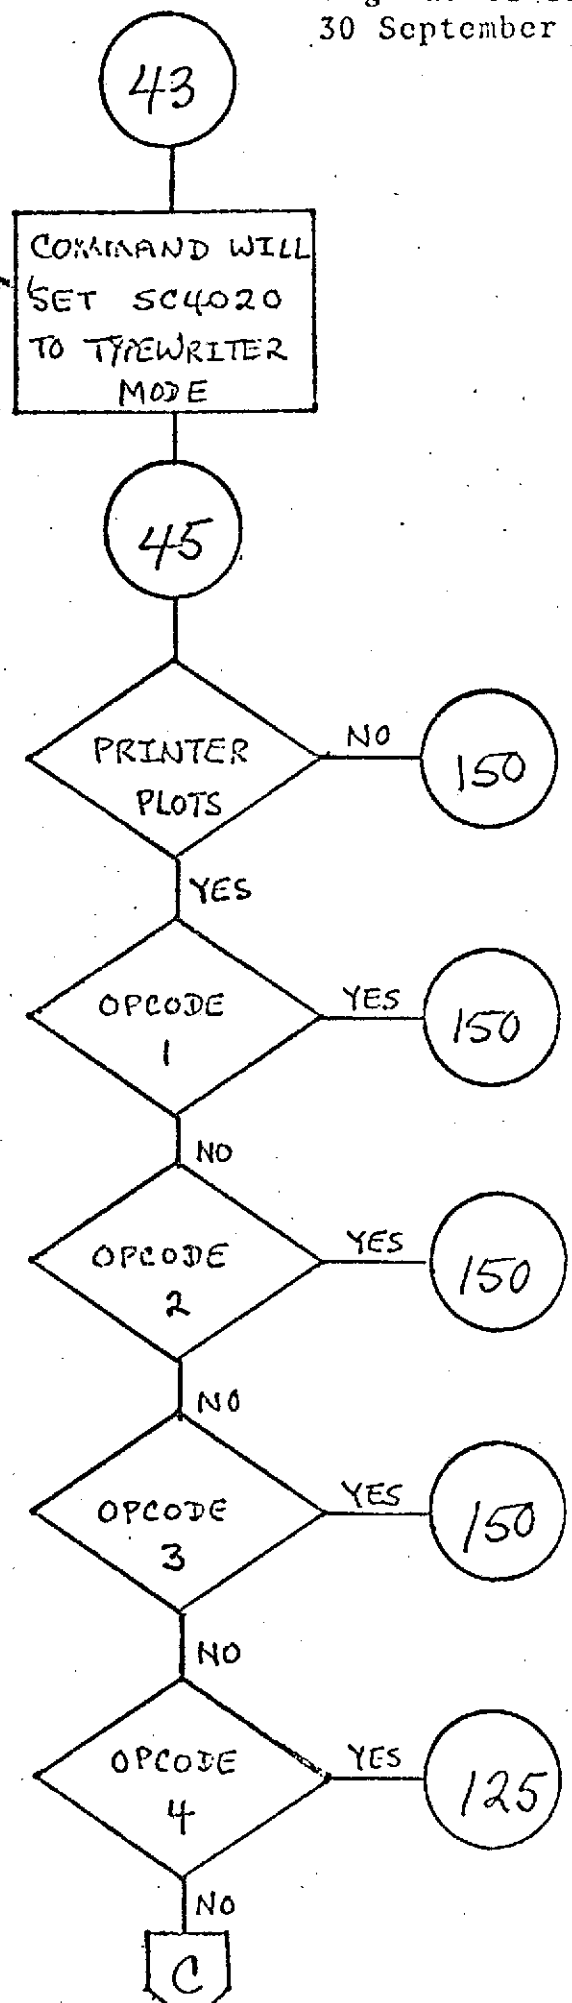 30 September
43
COMMAND WILL
SET SC4020
TO TYPEWRITER
MODE
45
PRINTER
PLOTS
NO
150
YES
OPCODE
1
YES
150
NO
OPCODE
2
YES
150
NO
OPCODE
3
YES
150
NO
OPCODE
4
YES
125
NO
C